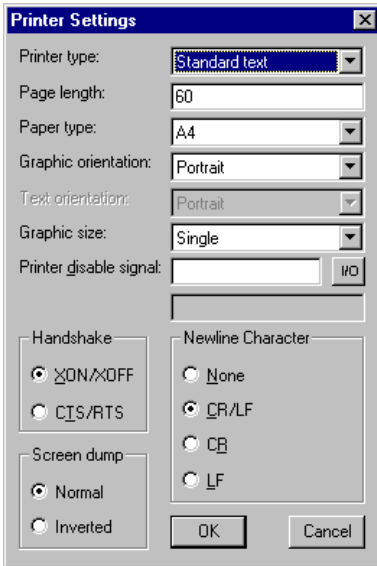 Printer Settings
Printer type: Standard text
Page length: 60
Paper type: A4
Graphic orientation: Portrait
Text orientation: Portrait
Graphic size: Single
Printer disable signal: I/O
Handshake
XON/XOFF
CTS/RTS
Newline Character
None
CR/LF
CR
LF
Screen dump
Normal
Inverted
OK Cancel